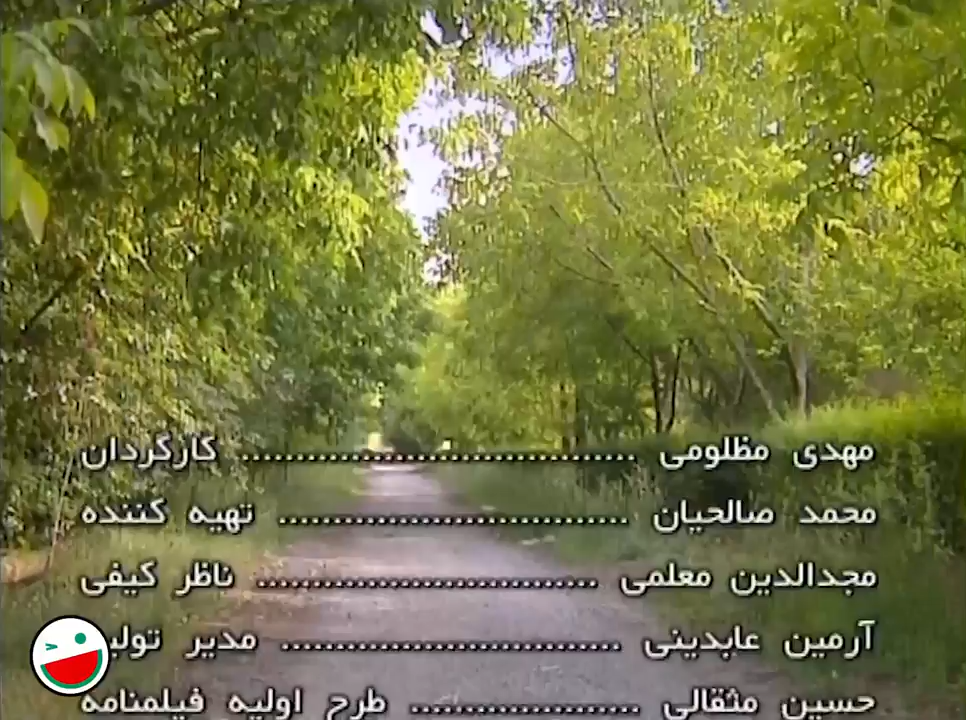 مهدی مظلومی ........................................ کارگردان
محمد صالحیان .................................... تهیه کننده
مجدالدین معلمی ................................... ناظر کیفی
آرمین عابدینی ................................... مدیر
حسین مثقالی ........................ طرح اولیه فیلمنامه